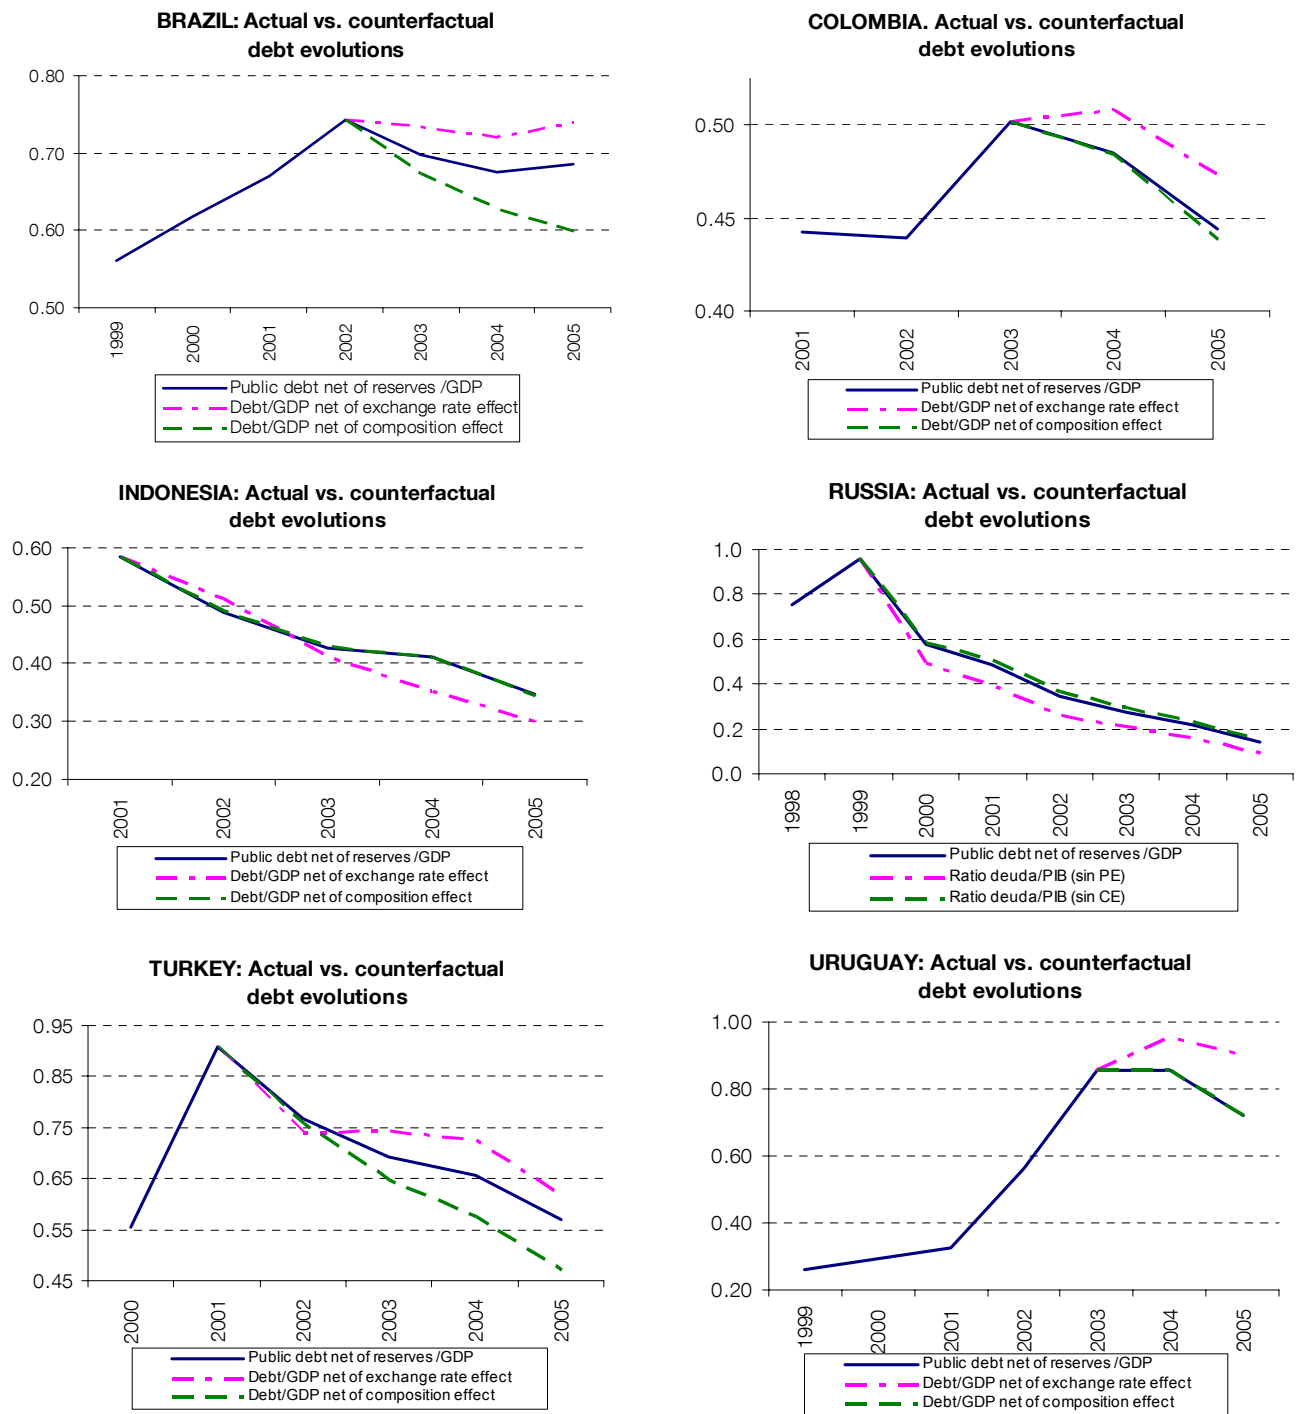 BRAZIL: Actual vs. counterfactual
debt evolutions
0.80
0.70
0.60
0.50
1999
2000
2001
2002
2003
2004
2005
Public debt net of reserves /GDP
Debt/GDP net of exchange rate effect
Debt/GDP net of composition effect
COLOMBIA. Actual vs. counterfactual
debt evolutions
0.50
0.45
0.40
2001
2002
2003
2004
2005
Public debt net of reserves /GDP
Debt/GDP net of exchange rate effect
Debt/GDP net of composition effect
INDONESIA: Actual vs. counterfactual
debt evolutions
0.60
0.50
0.40
0.30
0.20
2001
2002
2003
2004
2005
Public debt net of reserves /GDP
Debt/GDP net of exchange rate effect
Debt/GDP net of composition effect
RUSSIA: Actual vs. counterfactual
debt evolutions
1.0
0.8
0.6
0.4
0.2
0.0
1998
1999
2000
2001
2002
2003
2004
2005
Public debt net of reserves /GDP
Ratio deuda/PIB (sin PE)
Ratio deuda/PIB (sin CE)
TURKEY: Actual vs. counterfactual
debt evolutions
0.95
0.85
0.75
0.65
0.55
0.45
2000
2001
2002
2003
2004
2005
Public debt net of reserves /GDP
Debt/GDP net of exchange rate effect
Debt/GDP net of composition effect
URUGUAY: Actual vs. counterfactual
debt evolutions
1.00
0.80
0.60
0.40
0.20
1999
2000
2001
2002
2003
2004
2005
Public debt net of reserves /GDP
Debt/GDP net of exchange rate effect
Debt/GDP net of composition effect